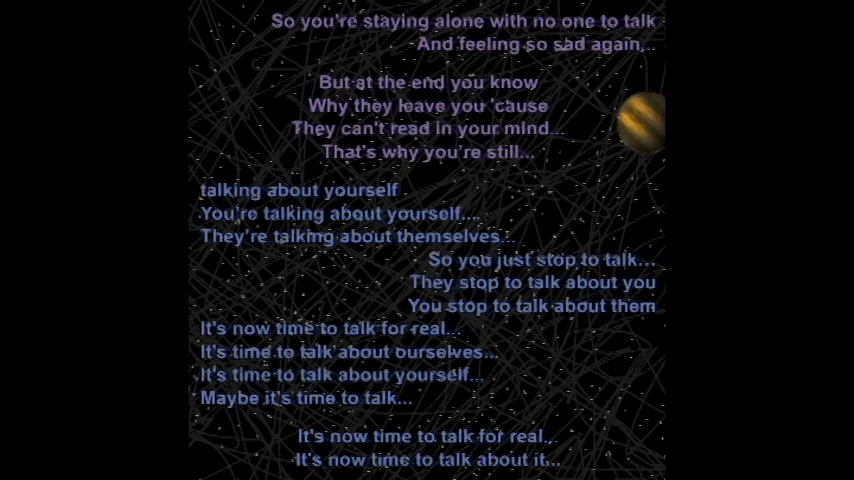 So you're staying alone with no one to talk
And feeling so sad again...
But at the end you know
Why they leave you 'cause
They can't read in your mind...
That's why you're still...
talking about yourself
You're talking about yourself....
They're talking about themselves...
So you just stop to talk...
They stop to talk about you
You stop to talk about them
It's now time to talk for real...
It's time to talk about ourselves...
It's time to talk about yourself...
Maybe it's time to talk...
It's now time to talk for real...
It's now time to talk about it...